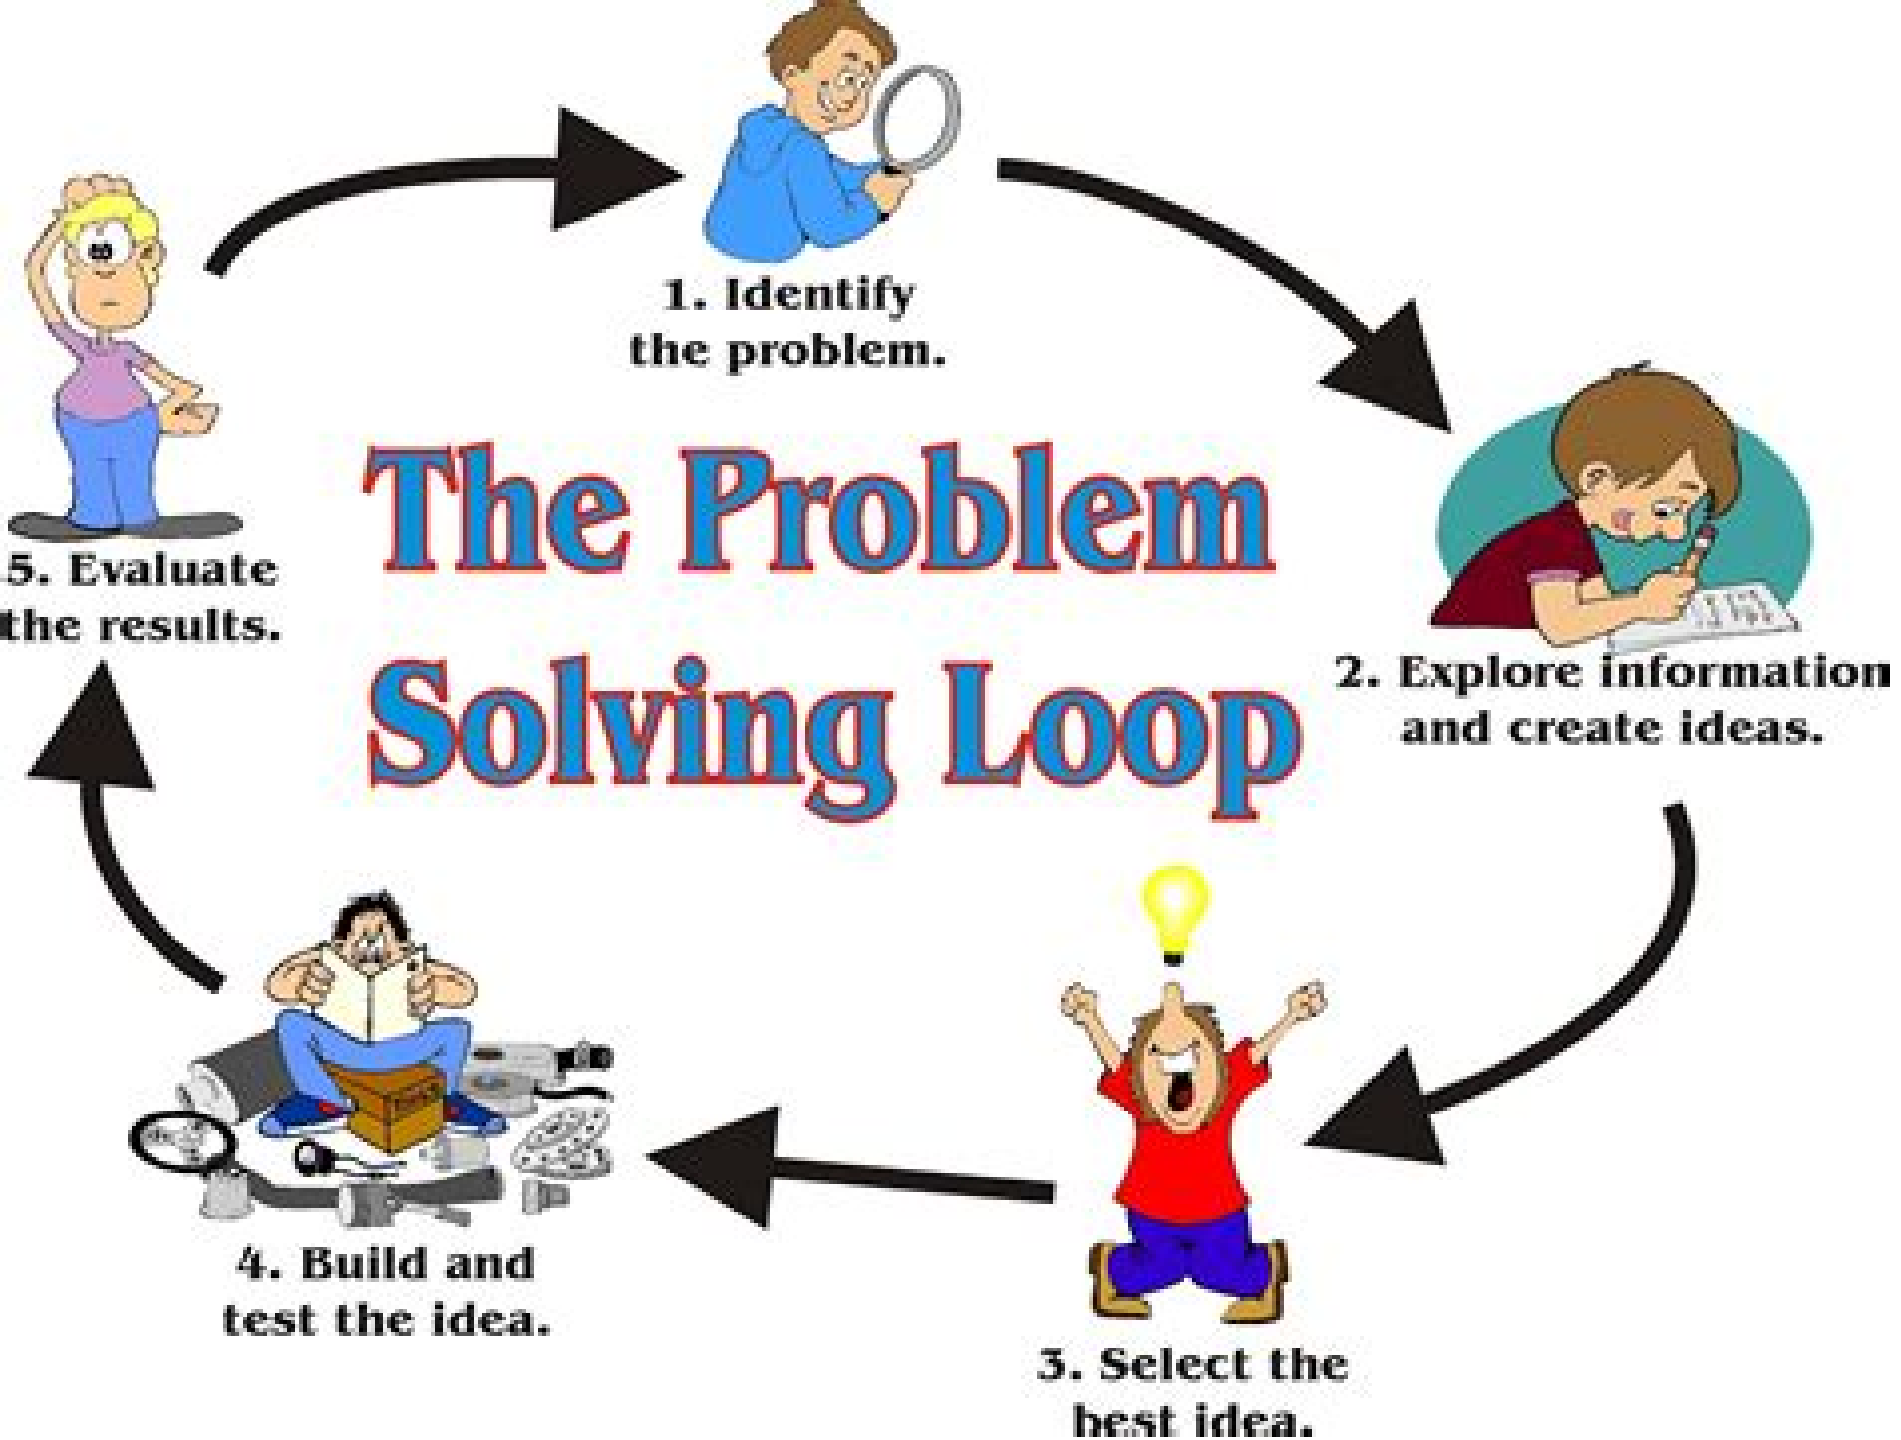 1. Identify
the problem.
The Problem
Solving Loop
5. Evaluate
the results.
2. Explore information
and create ideas.
4. Build and
test the idea.
3. Select the
best idea.